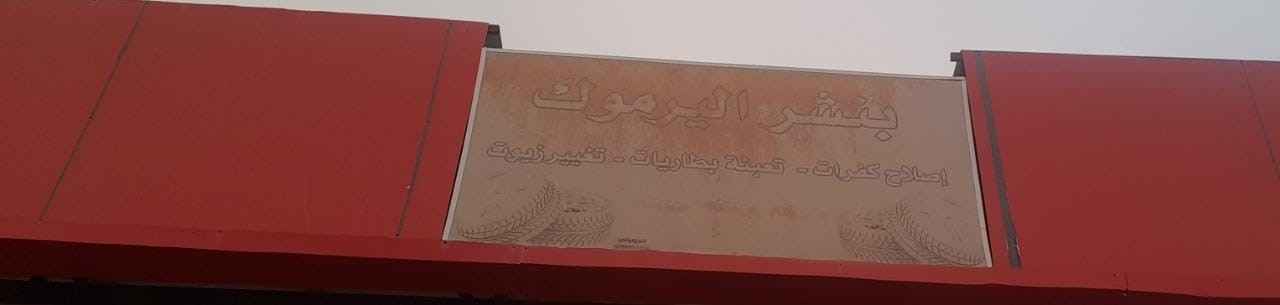 بنشر اليرموك
إصلاح كفرات - تعبئة بطاريات - تغيير زيوت